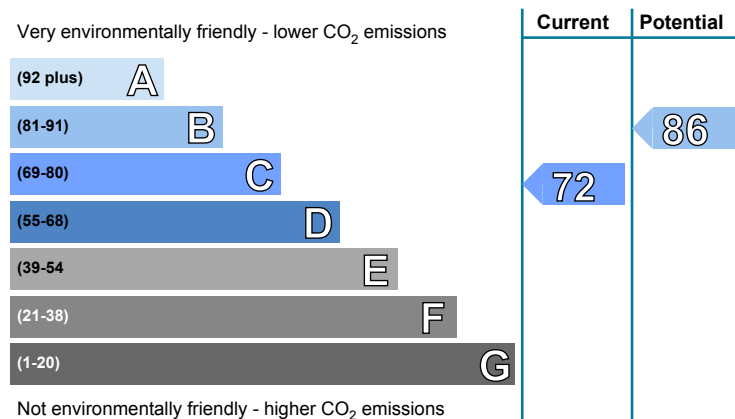 Very environmentally friendly - lower CO2 emissions
Current
Potential
(92 plus) A
(81-91) B
86
(69-80) C
72
(55-68) D
(39-54 E
(21-38) F
(1-20) G
Not environmentally friendly - higher CO2 emissions